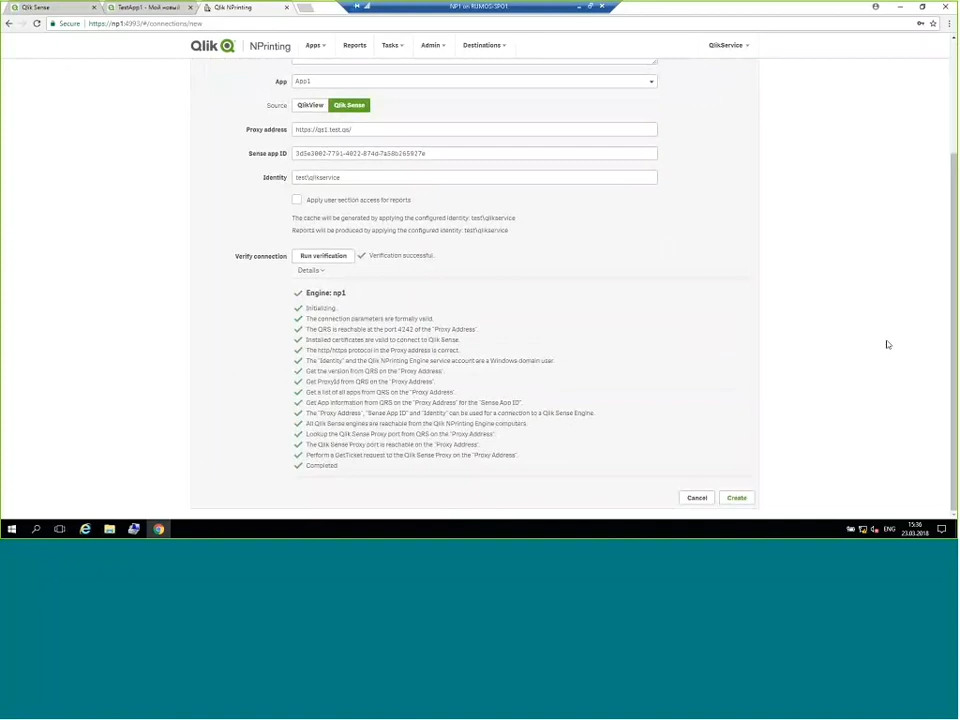 Qlik Sense
TestApp1 - Мой новый
Qlik NPrinting
NP1 on RUMOS-SPO1
Secure
https://np1:4993/#/connections/new
Qlik
NPrinting
Apps
Reports
Tasks
Admin
Destinations
QlikService
App
App1
Source
QlikView
Qlik Sense
Proxy address
https://qs1.test.qs/
Sense app ID
Identity
test\qlikservice
Apply user section access for reports
The cache will be generated by applying the configured identity: test\qlikservice
Reports will be produced by applying the configured identity: test\qlikservice
Verify connection
Run verification
Verification successful.
Details
Engine: np1
Initializing.
The connection parameters are formally valid.
The QRS is reachable at the port 4242 of the "Proxy Address".
Installed certificates are valid to connect to Qlik Sense.
The http/https protocol in the Proxy address is correct.
The "Identity" and the Qlik NPrinting Engine service account are a Windows domain user.
Get the version from QRS on the "Proxy Address".
Get ProxyId from QRS on the "Proxy Address".
Get a list of all apps from QRS on the "Proxy Address".
Get App information from QRS on the "Proxy Address" for the "Sense App ID".
The "Proxy Address", "Sense App ID" and "Identity" can be used for a connection to a Qlik Sense Engine.
All Qlik Sense engines are reachable from the Qlik NPrinting Engine computers.
Lookup the Qlik Sense Proxy port from QRS on the "Proxy Address".
The Qlik Sense Proxy port is reachable on the "Proxy Address".
Perform a GetTicket request to the Qlik Sense Proxy on the "Proxy Address".
Completed
Cancel
Create
ENG
15:36
23.03.2018